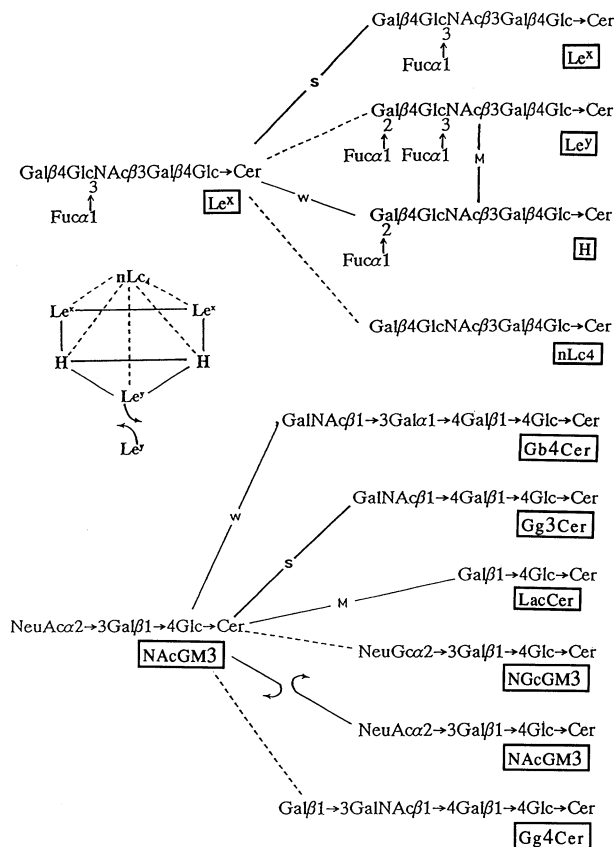 Galβ4GlcNAcβ3Galβ4Glc→Cer
3
↑
Fucα1
Leˣ
S
Galβ4GlcNAcβ3Galβ4Glc→Cer
2 3
↑ ↑
Fucα1 Fucα1
Leʸ
M
Galβ4GlcNAcβ3Galβ4Glc→Cer
3
↑
Fucα1
Leˣ
W
Galβ4GlcNAcβ3Galβ4Glc→Cer
2
↑
Fucα1
H
nLc₄
Leˣ Leˣ
H H
Leʸ
Leʸ
Galβ4GlcNAcβ3Galβ4Glc→Cer
nLc4
GalNAcβ1→3Galα1→4Galβ1→4Glc→Cer
Gb4Cer
W
GalNAcβ1→4Galβ1→4Glc→Cer
Gg3Cer
S
Galβ1→4Glc→Cer
LacCer
M
NeuAcα2→3Galβ1→4Glc→Cer
NAcGM3
NeuGcα2→3Galβ1→4Glc→Cer
NGcGM3
NeuAcα2→3Galβ1→4Glc→Cer
NAcGM3
Galβ1→3GalNAcβ1→4Galβ1→4Glc→Cer
Gg4Cer